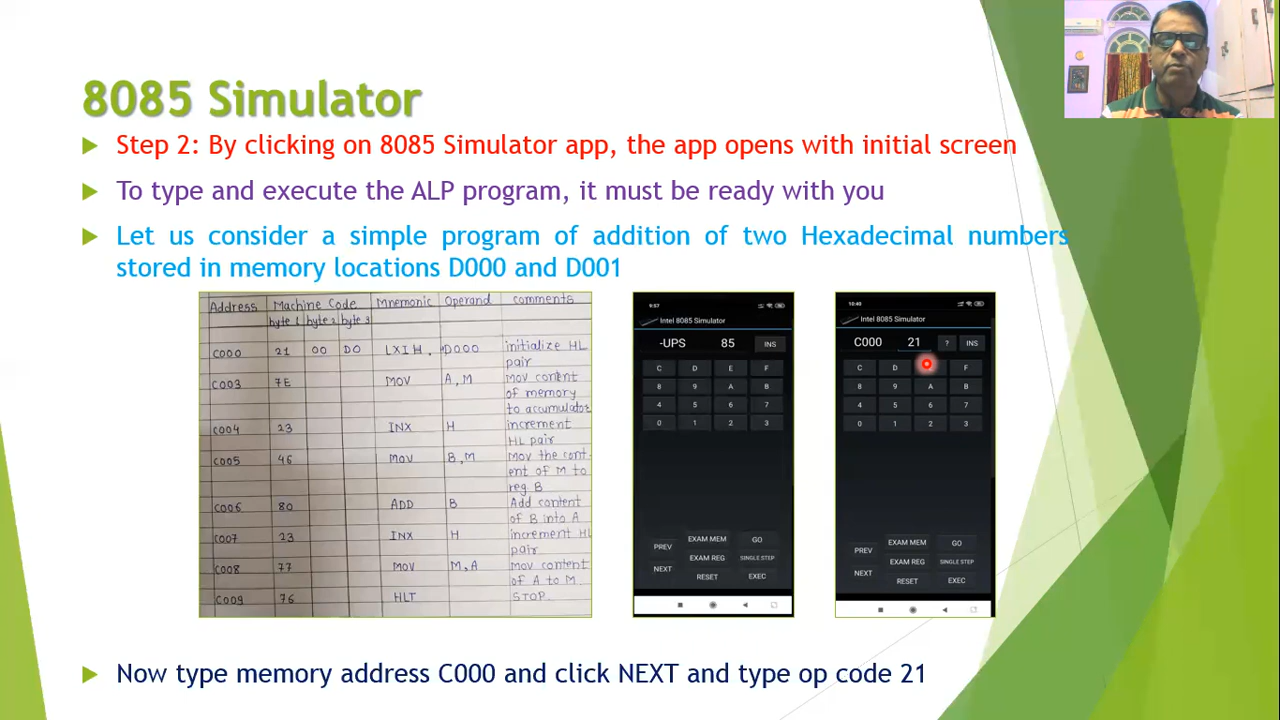 8085 Simulator
Step 2: By clicking on 8085 Simulator app, the app opens with initial screen
To type and execute the ALP program, it must be ready with you
Let us consider a simple program of addition of two Hexadecimal numbers
stored in memory locations D000 and D001
Address Machine Code Mnemonic Operand comments
byte 1 byte 2 byte 3
C000 21 00 D0 LXI H, D000 initialize HL
pair
C003 7E MOV A, M Mov content
of memory
to accumulator
C004 23 INX H increment
HL pair
C005 46 MOV B, M Mov the cont-
ent of M to
reg. B
C006 80 ADD B Add content
of B into A
C007 23 INX H increment HL
pair
C008 77 MOV M, A Mov content
of A to M
C009 76 HLT STOP.
9:57
Intel 8085 Simulator
-UPS 85 INS
C D E F
8 9 A B
4 5 6 7
0 1 2 3
PREV EXAM MEM GO
EXAM REG SINGLE STEP
NEXT RESET EXEC
10:40
Intel 8085 Simulator
C000 21 ? INS
C D F
8 9 A B
4 5 6 7
0 1 2 3
PREV EXAM MEM GO
EXAM REG SINGLE STEP
NEXT RESET EXEC
Now type memory address C000 and click NEXT and type op code 21